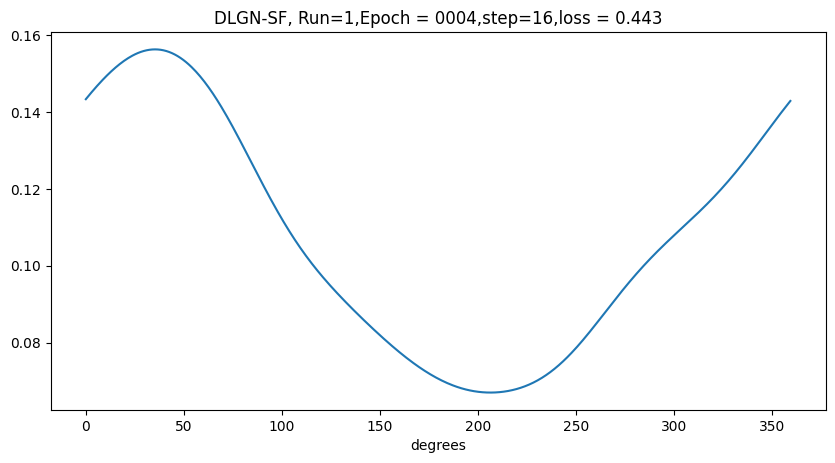 DLGN-SF, Run=1,Epoch = 0004,step=16,loss = 0.443
0.16
0.14
0.12
0.10
0.08
0 50 100 150 200 250 300 350
degrees